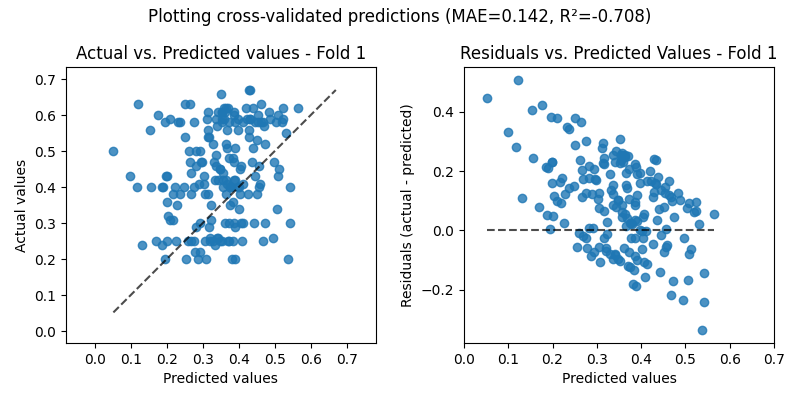 Plotting cross-validated predictions (MAE=0.142, R²=-0.708)
Actual vs. Predicted values - Fold 1
0.7
0.6
0.5
0.4
0.3
0.2
0.1
0.0
Actual values
0.0 0.1 0.2 0.3 0.4 0.5 0.6 0.7
Predicted values
Residuals vs. Predicted Values - Fold 1
0.4
0.2
0.0
−0.2
Residuals (actual - predicted)
0.0 0.1 0.2 0.3 0.4 0.5 0.6 0.7
Predicted values